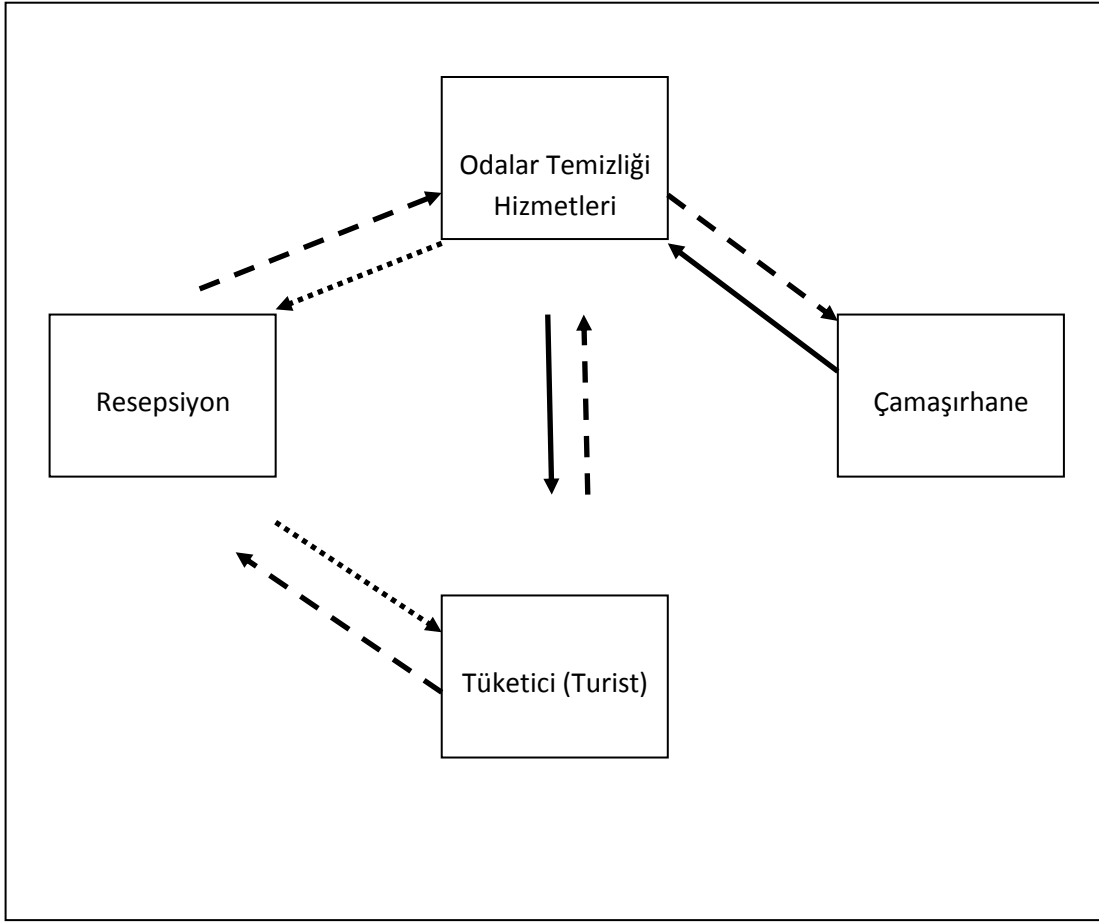 Odalar Temizliği
Hizmetleri
Resepsiyon
Çamaşırhane
Tüketici (Turist)